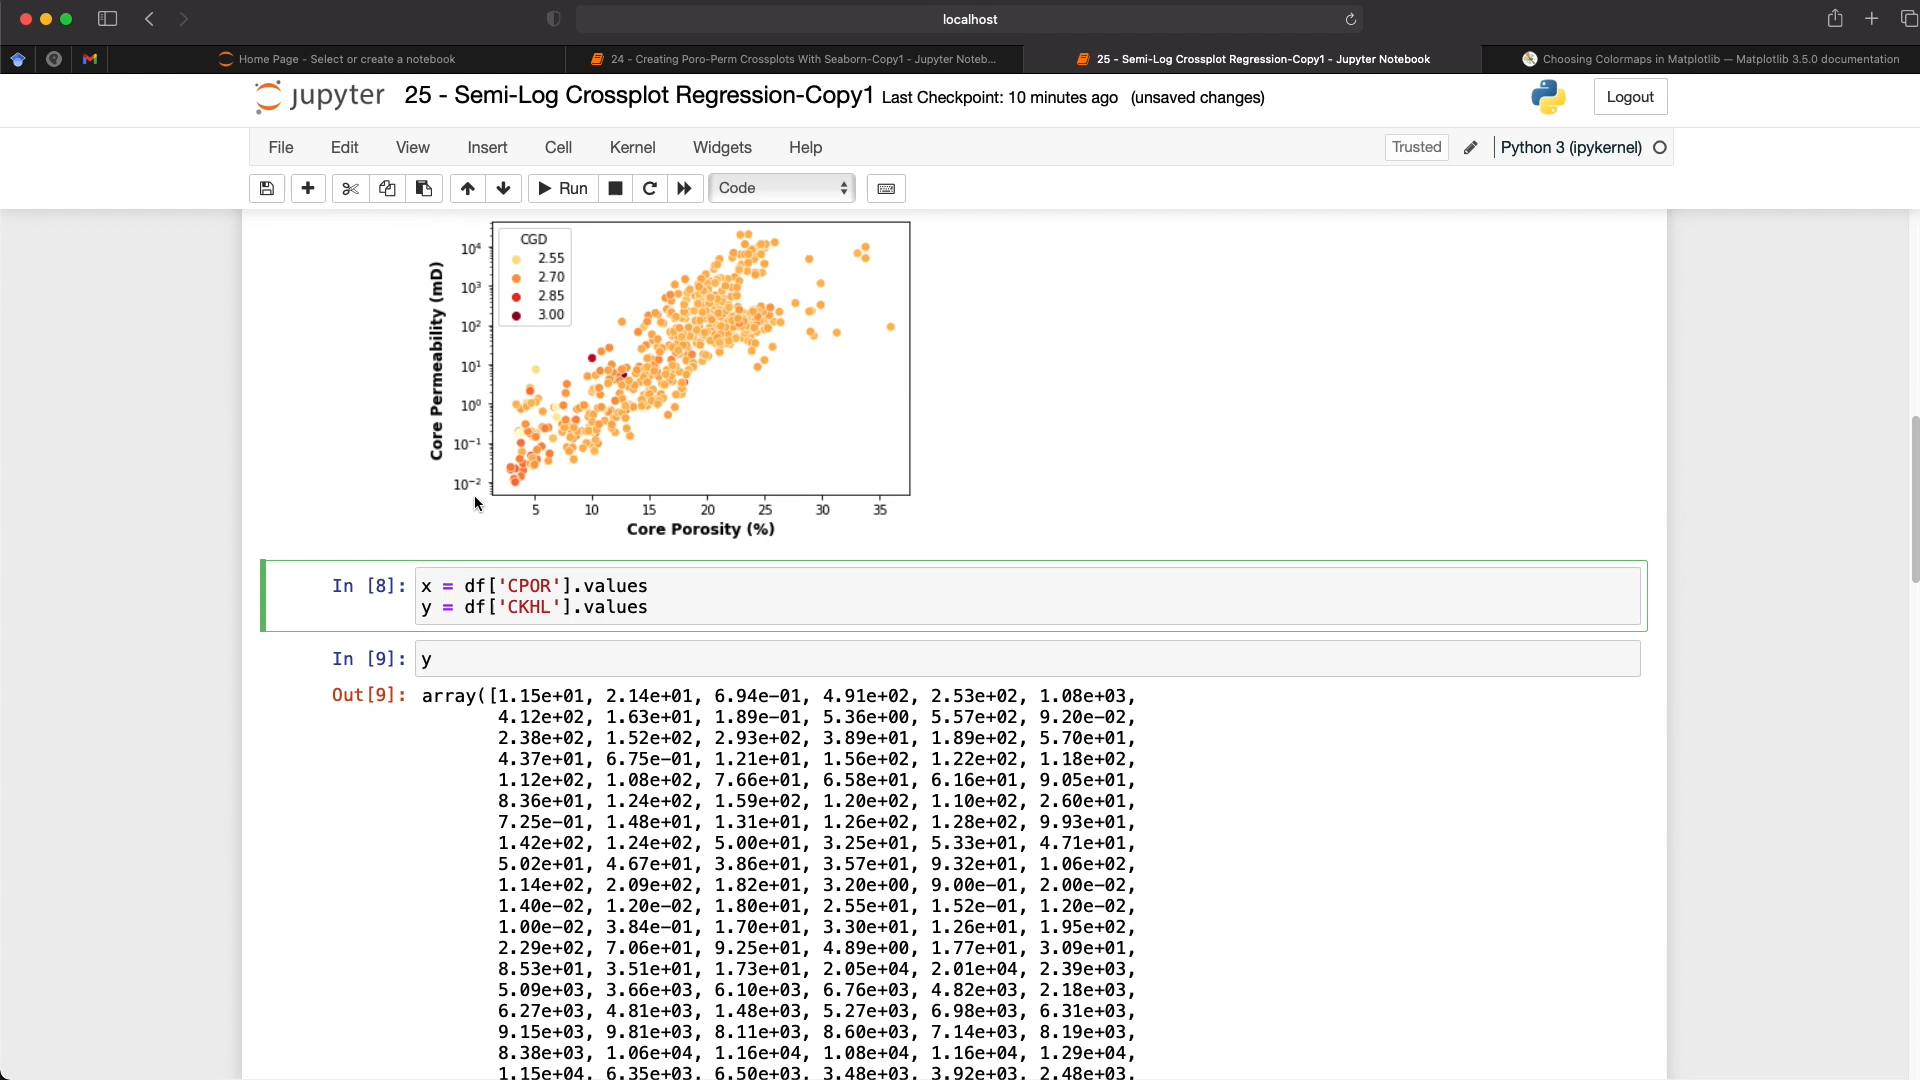 localhost
Home Page - Select or create a notebook
24 - Creating Poro-Perm Crossplots With Seaborn-Copy1 - Jupyter Noteb...
25 - Semi-Log Crossplot Regression-Copy1 - Jupyter Notebook
Choosing Colormaps in Matplotlib — Matplotlib 3.5.0 documentation
jupyter 25 - Semi-Log Crossplot Regression-Copy1 Last Checkpoint: 10 minutes ago (unsaved changes)
Logout
File Edit View Insert Cell Kernel Widgets Help
Trusted Python 3 (ipykernel)
Run Code
CGD
2.55
2.70
2.85
3.00
Core Permeability (mD)
10⁴
10³
10²
10¹
10⁰
10⁻¹
10⁻²
5 10 15 20 25 30 35
Core Porosity (%)
In [8]: x = df['CPOR'].values
y = df['CKHL'].values
In [9]: y
Out[9]: array([1.15e+01, 2.14e+01, 6.94e-01, 4.91e+02, 2.53e+02, 1.08e+03,
4.12e+02, 1.63e+01, 1.89e-01, 5.36e+00, 5.57e+02, 9.20e-02,
2.38e+02, 1.52e+02, 2.93e+02, 3.89e+01, 1.89e+02, 5.70e+01,
4.37e+01, 6.75e-01, 1.21e+01, 1.56e+02, 1.22e+02, 1.18e+02,
1.12e+02, 1.08e+02, 7.66e+01, 6.58e+01, 6.16e+01, 9.05e+01,
8.36e+01, 1.24e+02, 1.59e+02, 1.20e+02, 1.10e+02, 2.60e+01,
7.25e-01, 1.48e+01, 1.31e+01, 1.26e+02, 1.28e+02, 9.93e+01,
1.42e+02, 1.24e+02, 5.00e+01, 3.25e+01, 5.33e+01, 4.71e+01,
5.02e+01, 4.67e+01, 3.86e+01, 3.57e+01, 9.32e+01, 1.06e+02,
1.14e+02, 2.09e+02, 1.82e+01, 3.20e+00, 9.00e-01, 2.00e-02,
1.40e-02, 1.20e-02, 1.80e+01, 2.55e+01, 1.52e-01, 1.20e-02,
1.00e-02, 3.84e-01, 1.70e+01, 3.30e+01, 1.26e+01, 1.95e+02,
2.29e+02, 7.06e+01, 9.25e+01, 4.89e+00, 1.77e+01, 3.09e+01,
8.53e+01, 3.51e+01, 1.73e+01, 2.05e+04, 2.01e+04, 2.39e+03,
5.09e+03, 3.66e+03, 6.10e+03, 6.76e+03, 4.82e+03, 2.18e+03,
6.27e+03, 4.81e+03, 1.48e+03, 5.27e+03, 6.98e+03, 6.31e+03,
9.15e+03, 9.81e+03, 8.11e+03, 8.60e+03, 7.14e+03, 8.19e+03,
8.38e+03, 1.06e+04, 1.16e+04, 1.08e+04, 1.16e+04, 1.29e+04,
1.15e+04, 6.35e+03, 6.50e+03, 3.48e+03, 3.92e+03, 2.48e+03,